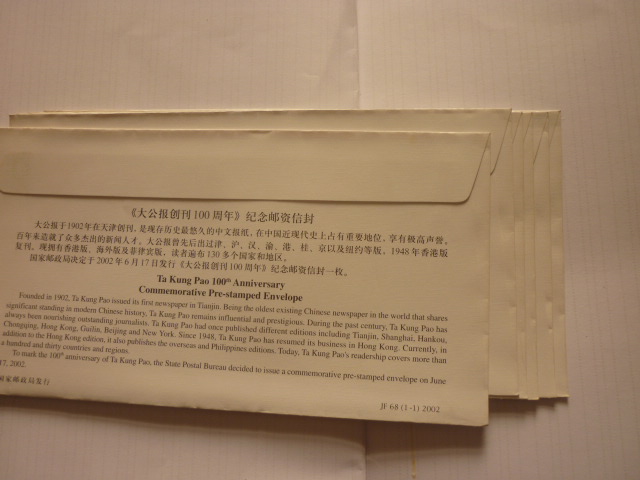 《大公报创刊100周年》纪念邮资信封
大公报于1902年在天津创刊,是现存历史最悠久的中文报纸,在中国近现代史上占有重要地位,享有极高声誉。
百年来造就了众多杰出的新闻人才。大公报曾先后出过津、沪、汉、渝、港、桂、京以及纽约等版,1948年香港版
复刊,现拥有香港版、海外版及菲律宾版,读者遍布130多个国家和地区。
国家邮政局决定于2002年6月17日发行《大公报创刊100周年》纪念邮资信封一枚。
Ta Kung Pao 100th Anniversary
Commemorative Pre-stamped Envelope
Founded in 1902, Ta Kung Pao issued its first newspaper in Tianjin. Being the oldest existing Chinese newspaper in the world that shares
significant standing in modern Chinese history, Ta Kung Pao remains influential and prestigious. During the past century, Ta Kung Pao has
always been nourishing outstanding journalists. Ta Kung Pao had once published different editions including Tianjin, Shanghai, Hankou,
Chongqing, Hong Kong, Guilin, Beijing and New York. Since 1948, Ta Kung Pao has resumed its business in Hong Kong. Currently, in
addition to the Hong Kong edition, it also publishes the overseas and Philippines editions. Today, Ta Kung Pao's readership covers more than
a hundred and thirty countries and regions.
To mark the 100th anniversary of Ta Kung Pao, the State Postal Bureau decided to issue a commemorative pre-stamped envelope on June
17, 2002.
国家邮政局发行
JF 68 (1-1) 2002